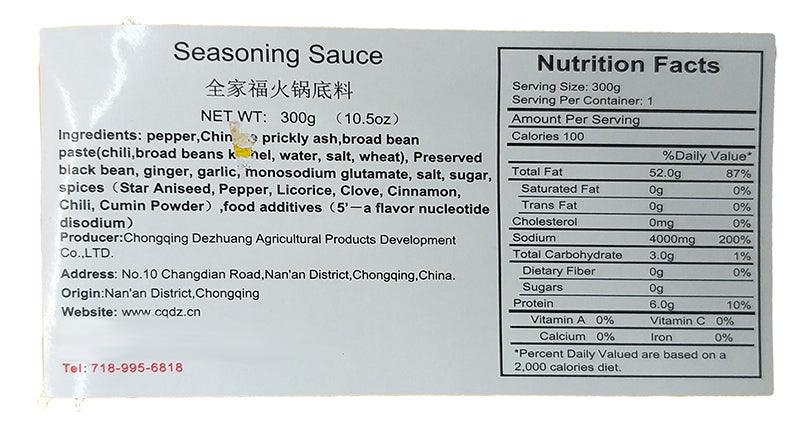 Seasoning Sauce
全家福火锅底料
NET WT: 300g （10.5oz）
Ingredients: pepper, prickly ash,broad bean
paste(chili,broad beans water, salt, wheat), Preserved
black bean, ginger, garlic, monosodium glutamate, salt, sugar,
spices（Star Aniseed, Pepper, Licorice, Clove, Cinnamon,
Chili, Cumin Powder）,food additives（5'—a flavor nucleotide
disodium）
Producer:Chongqing Dezhuang Agricultural Products Development
Co.,LTD.
Address: No.10 Changdian Road,Nan'an District,Chongqing,China.
Origin:Nan'an District,Chongqing
Website: www.cqdz.cn
Tel: 718-995-6818
Nutrition Facts
Serving Size: 300g
Serving Per Container: 1
Amount Per Serving
Calories 100
%Daily Value*
Total Fat 52.0g 87%
Saturated Fat 0g 0%
Trans Fat 0g 0%
Cholesterol 0mg 0%
Sodium 4000mg 200%
Total Carbohydrate 3.0g 1%
Dietary Fiber 0g 0%
Sugars 0g
Protein 6.0g 10%
Vitamin A 0% Vitamin C 0%
Calcium 0% Iron 0%
*Percent Daily Valued are based on a
2,000 calories diet.